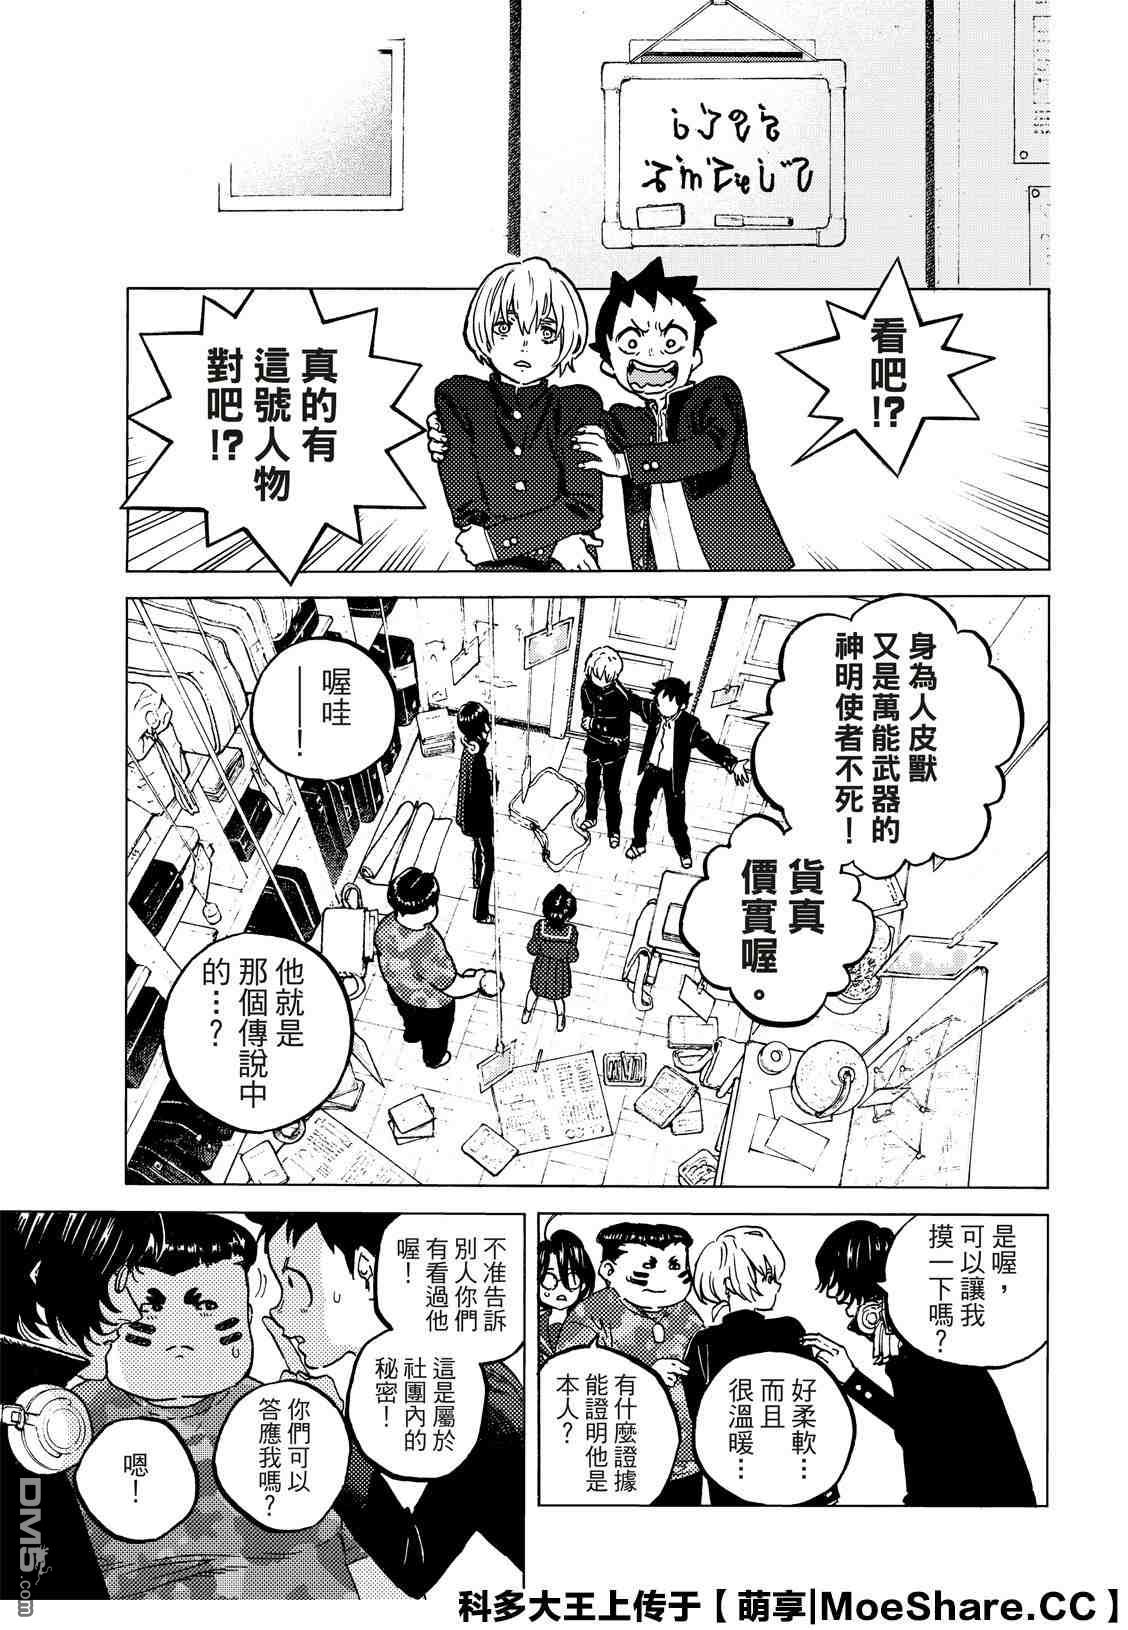 看吧!?
真的有
這號人物
對吧!?
身為人皮獸
又是萬能武器的
神明使者不死！
貨真
價實喔。
喔哇
——！
他就是
那個傳說中
的…？
是喔，
可以讓我
摸一下嗎？
好柔軟…
而且
很溫暖…
有什麼證據
能證明他是
本人？
不准告訴
別人你們
有看過他
喔！
這是屬於
社團內的
秘密！
你們可以
答應我嗎？
嗯！
DM5
.com
科多大王上传于【萌享|MoeShare.CC】